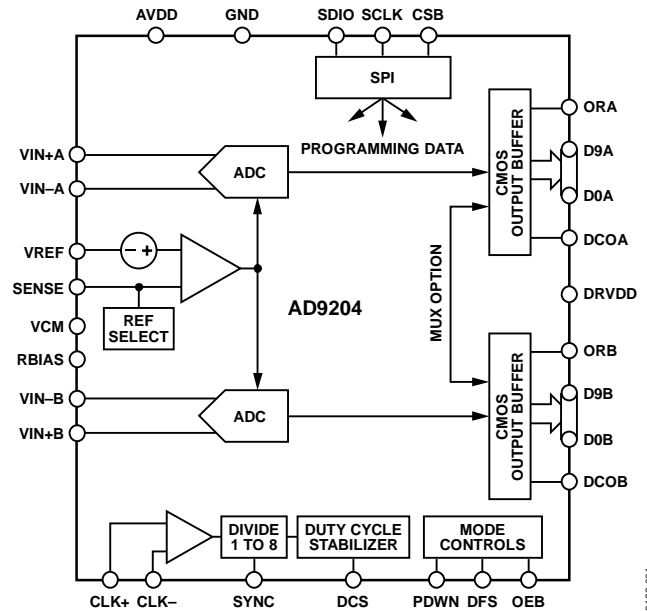 AVDD GND SDIO SCLK CSB
SPI
PROGRAMMING DATA
VIN+A
VIN–A
ADC
CMOS
OUTPUT BUFFER
ORA
D9A
D0A
DCOA
VREF
– +
SENSE
REF
SELECT
VCM
RBIAS
AD9204
MUX OPTION
DRVDD
VIN–B
VIN+B
ADC
CMOS
OUTPUT BUFFER
ORB
D9B
D0B
DCOB
DIVIDE
1 TO 8
DUTY CYCLE
STABILIZER
MODE
CONTROLS
CLK+ CLK– SYNC DCS PDWN DFS OEB